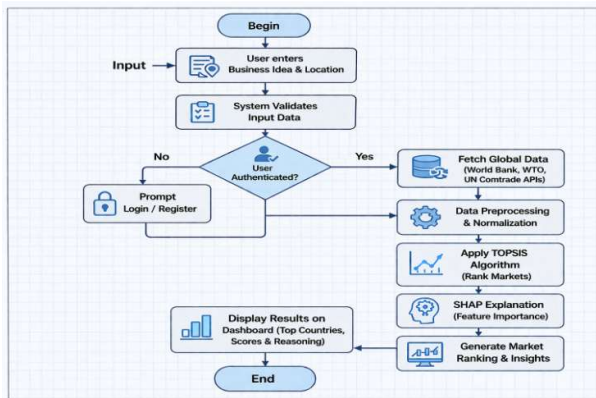 Begin
Input
User enters
Business Idea & Location
System Validates
Input Data
User
Authenticated?
No
Yes
Prompt
Login / Register
Fetch Global Data
(World Bank, WTO,
UN Comtrade APIs)
Data Preprocessing
& Normalization
Apply TOPSIS
Algorithm
(Rank Markets)
SHAP Explanation
(Feature Importance)
Generate Market
Ranking & Insights
Display Results on
Dashboard (Top Countries,
Scores & Reasoning)
End